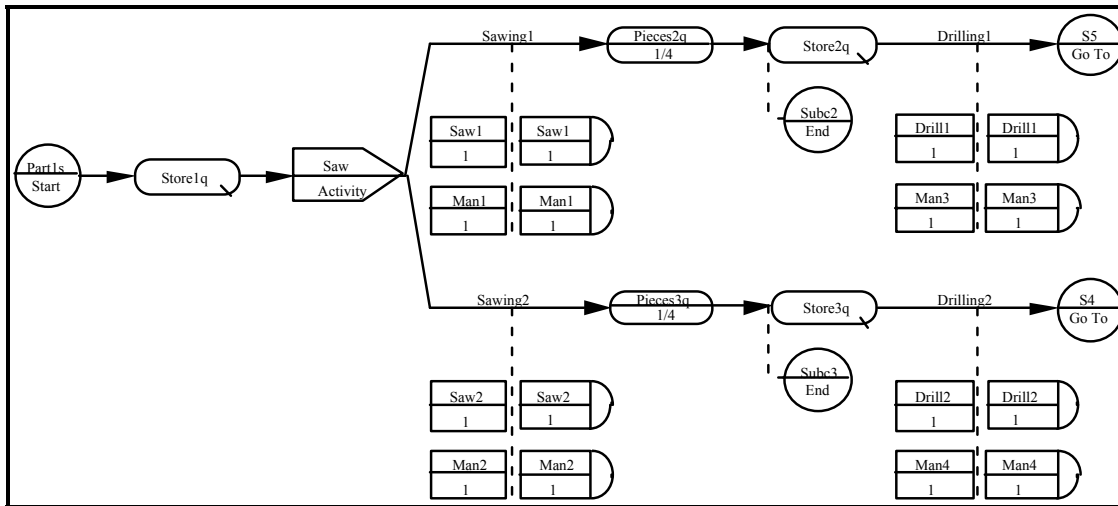 Sawing1
Pieces2q
1/4
Store2q
Drilling1
S5
Go To
Subc2
End
Saw1
1
Saw1
1
Drill1
1
Drill1
1
Part1s
Start
Store1q
Saw
Activity
Man1
1
Man1
1
Man3
1
Man3
1
Sawing2
Pieces3q
1/4
Store3q
Drilling2
S4
Go To
Subc3
End
Saw2
1
Saw2
1
Drill2
1
Drill2
1
Man2
1
Man2
1
Man4
1
Man4
1